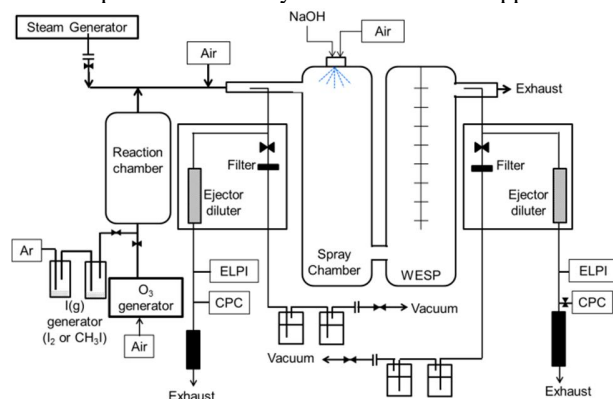 Steam Generator
NaOH
Air
Air
Exhaust
Reaction
chamber
Filter
Ejector
diluter
Filter
Ejector
diluter
Ar
Spray
Chamber
WESP
ELPI
CPC
ELPI
CPC
I(g)
generator
(I2 or CH3I)
O3
generator
Air
Vacuum
Vacuum
Exhaust
Exhaust